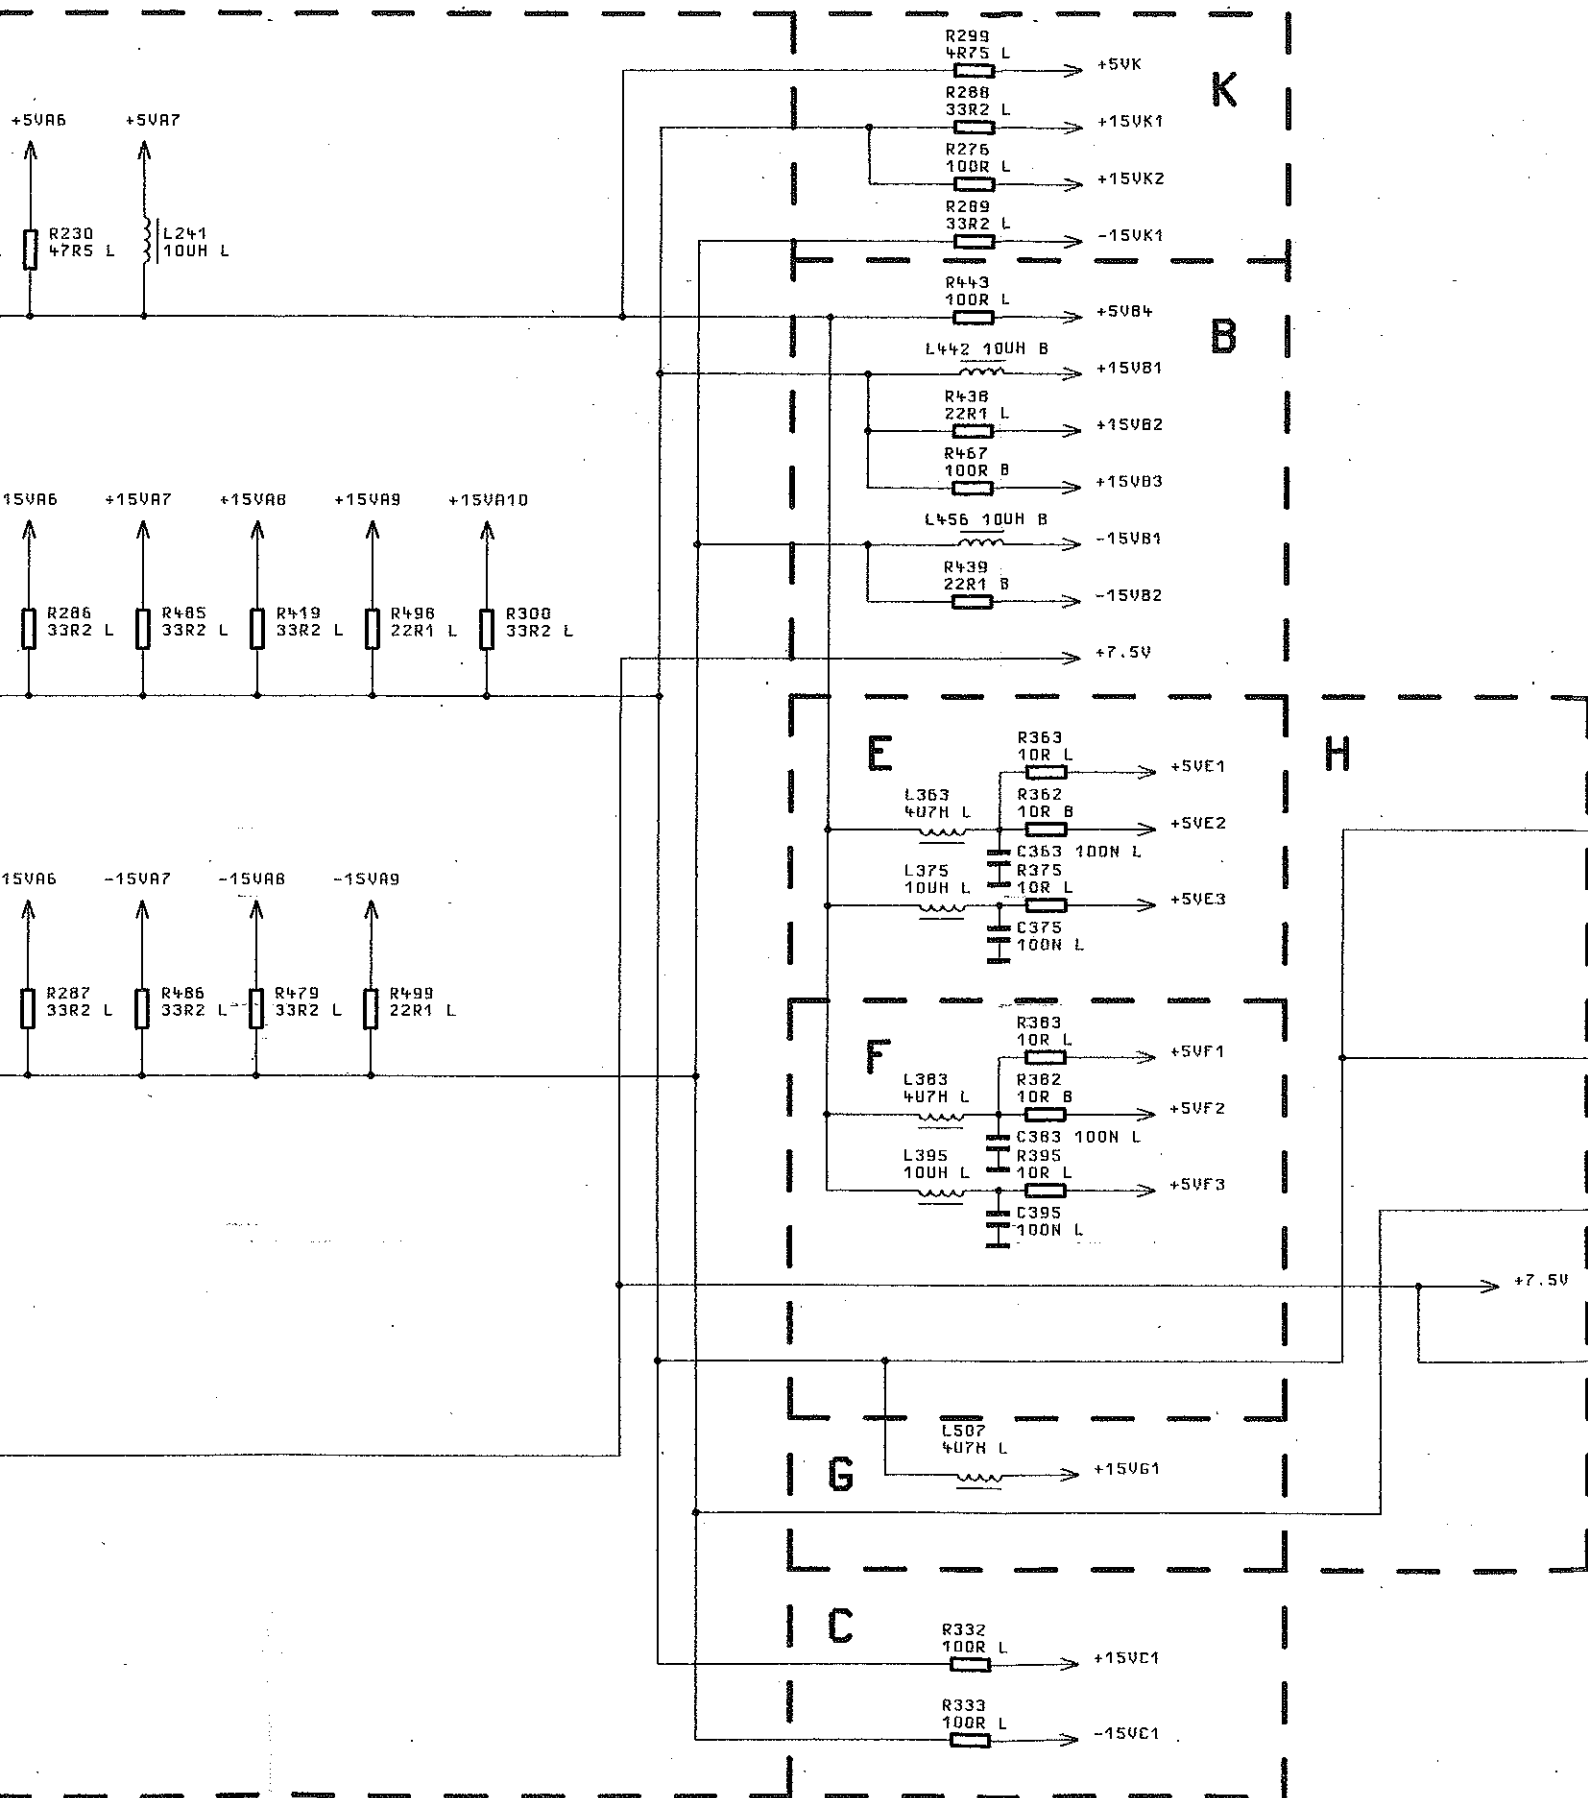 R299
4R75 L
+5VK
K
R288
33R2 L
+15VK1
R276
100R L
+15VK2
R289
33R2 L
-15VK1
+5VA6
+5VA7
R230
47R5 L
L241
10UH L
R443
100R L
+5VB4
B
L442 10UH B
+15VB1
R438
22R1 L
+15VB2
R467
100R B
+15VB3
L456 10UH B
-15VB1
R439
22R1 B
-15VB2
+7.5V
15VA6
+15VA7
+15VA8
+15VA9
+15VA10
R286
33R2 L
R485
33R2 L
R419
33R2 L
R498
22R1 L
R300
33R2 L
E
H
R363
10R L
+5VE1
L363
4U7H L
R362
10R B
+5VE2
C363 100N L
L375
10UH L
R375
10R L
+5VE3
C375
100N L
15VA6
-15VA7
-15VA8
-15VA9
R287
33R2 L
R486
33R2 L
R479
33R2 L
R499
22R1 L
F
R383
10R L
+5VF1
L383
4U7H L
R382
10R B
+5VF2
C383 100N L
L395
10UH L
R395
10R L
+5VF3
C395
100N L
+7.5V
L507
4U7H L
G
+15VG1
C
R332
100R L
+15VC1
R333
100R L
-15VC1